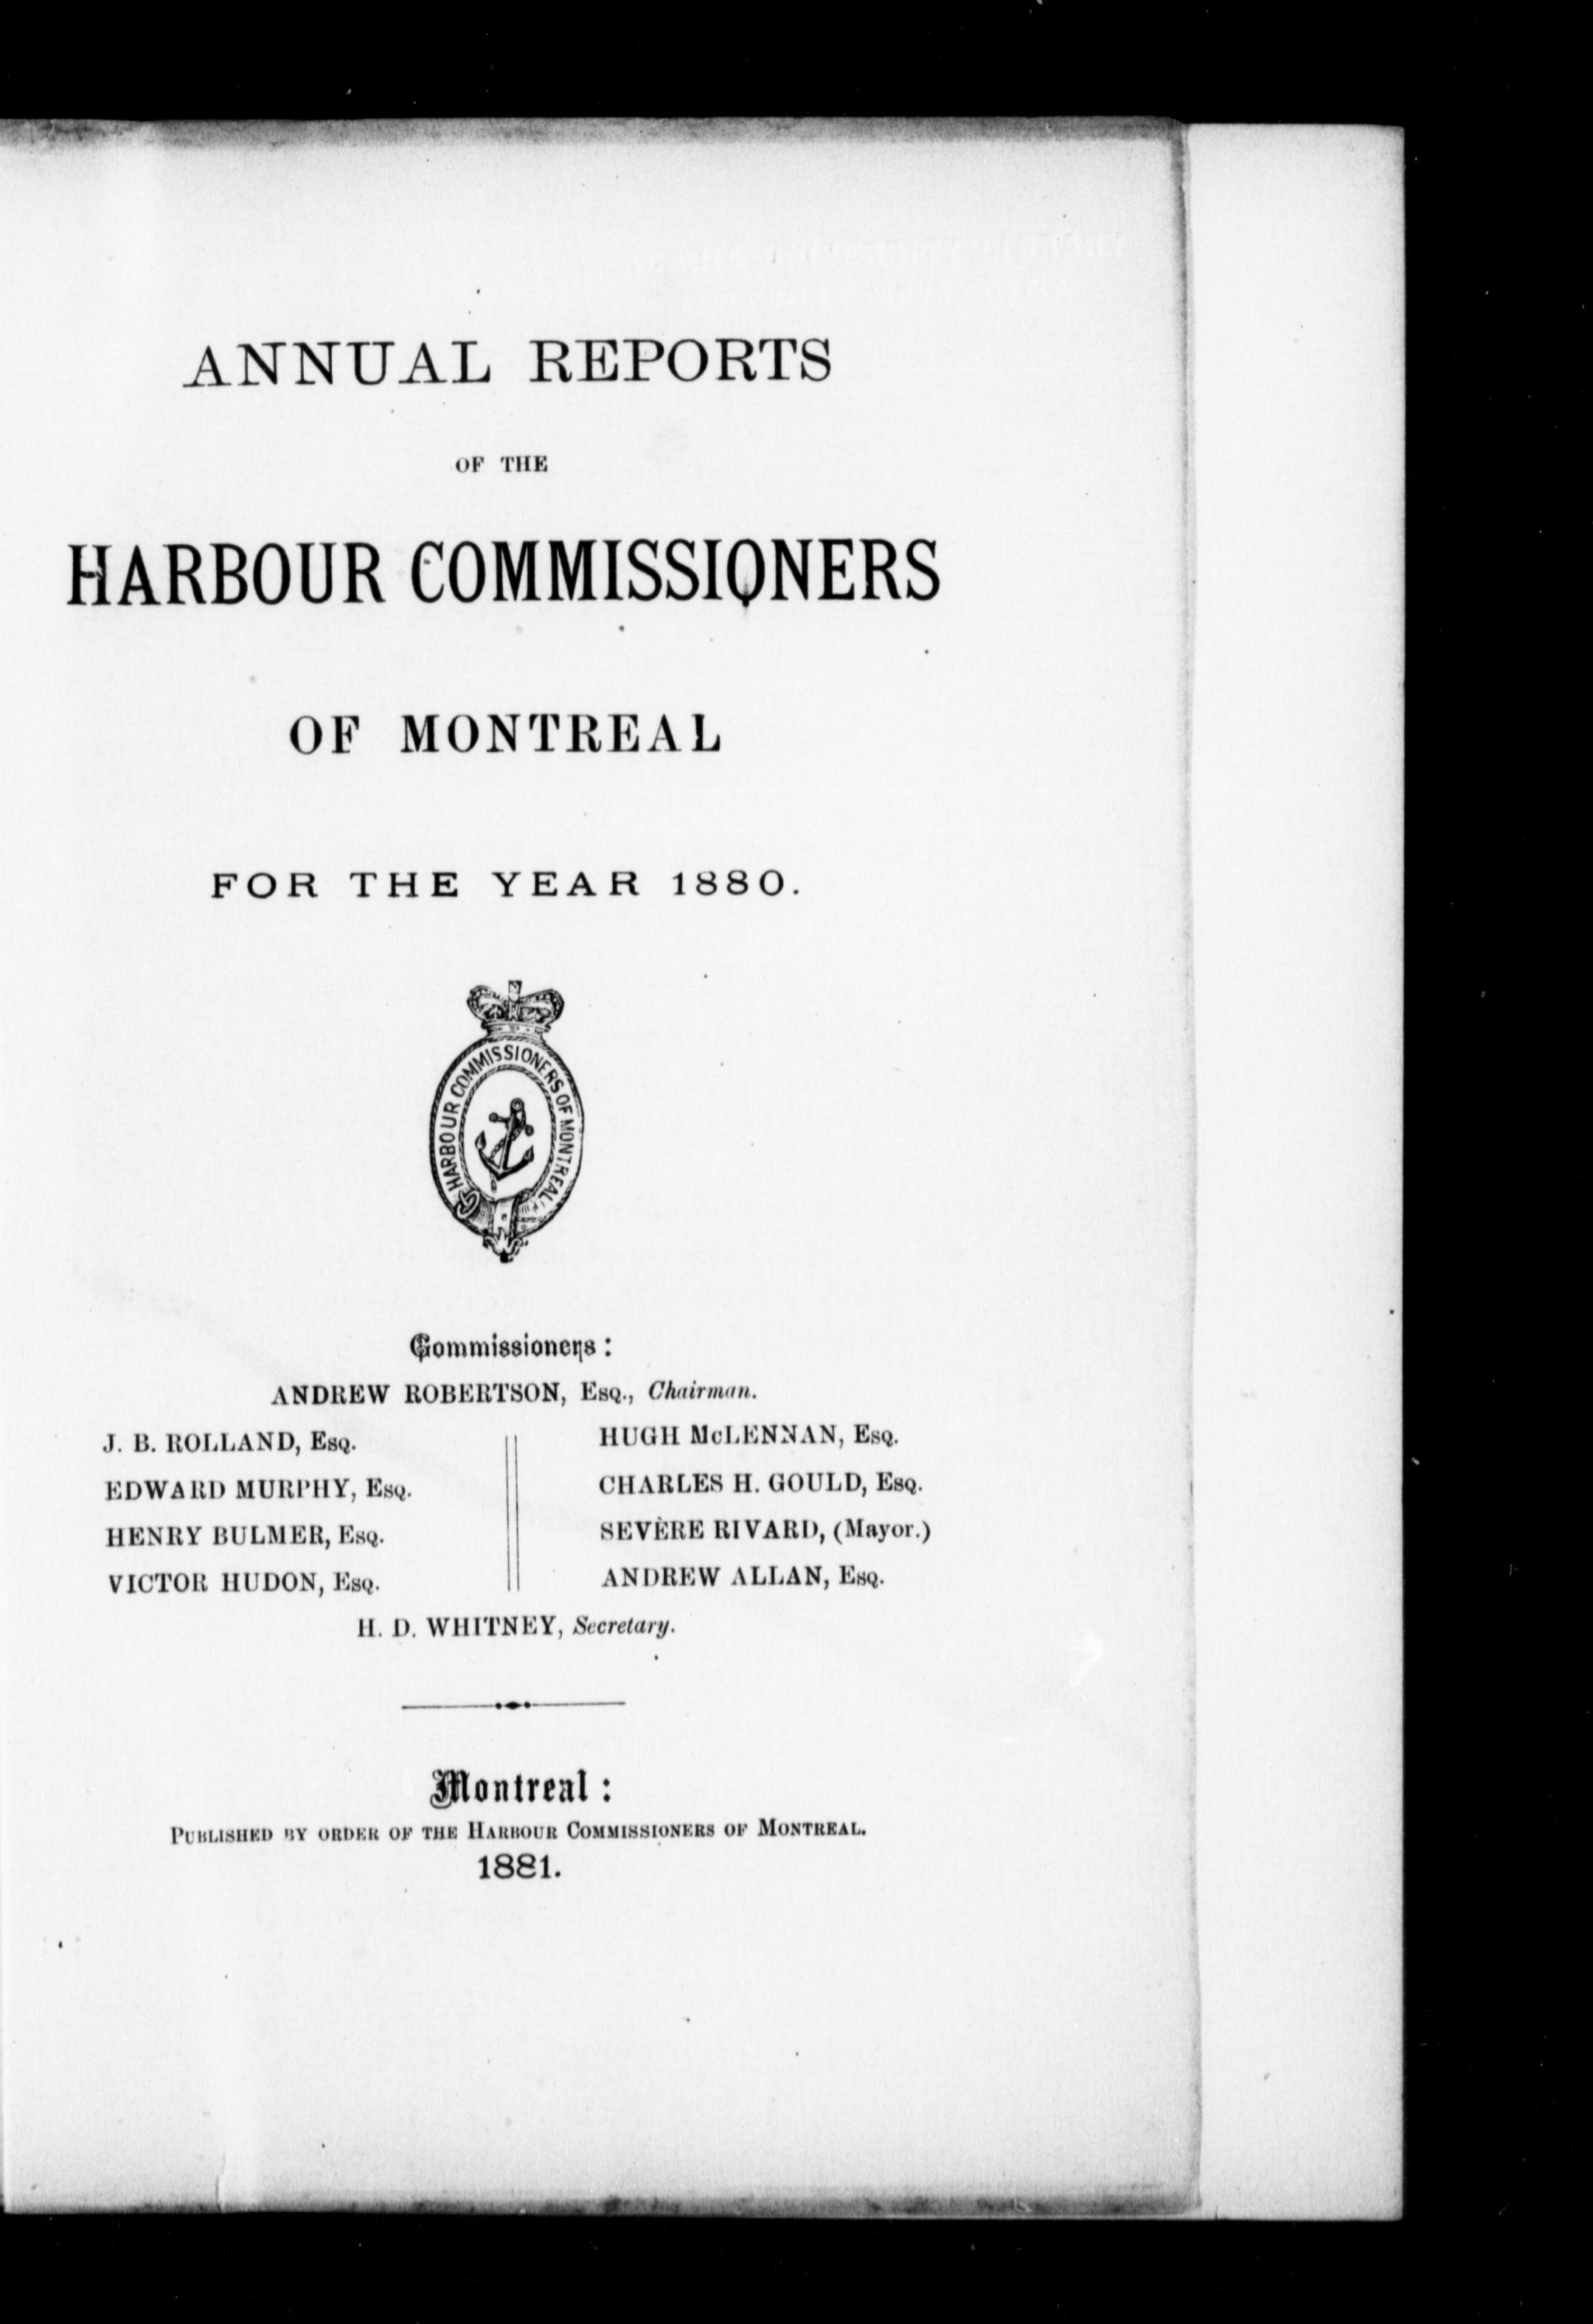 ANNUAL REPORTS
OF THE
HARBOUR COMMISSIONERS
OF MONTREAL
FOR THE YEAR 1880.
HARBOUR COMMISSIONERS OF MONTREAL
Commissioners:
ANDREW ROBERTSON, Esq., Chairman.
J. B. ROLLAND, Esq.
EDWARD MURPHY, Esq.
HENRY BULMER, Esq.
VICTOR HUDON, Esq.
HUGH McLENNAN, Esq.
CHARLES H. GOULD, Esq.
SEVÈRE RIVARD, (Mayor.)
ANDREW ALLAN, Esq.
H. D. WHITNEY, Secretary.
Montreal:
Published by order of the Harbour Commissioners of Montreal.
1881.